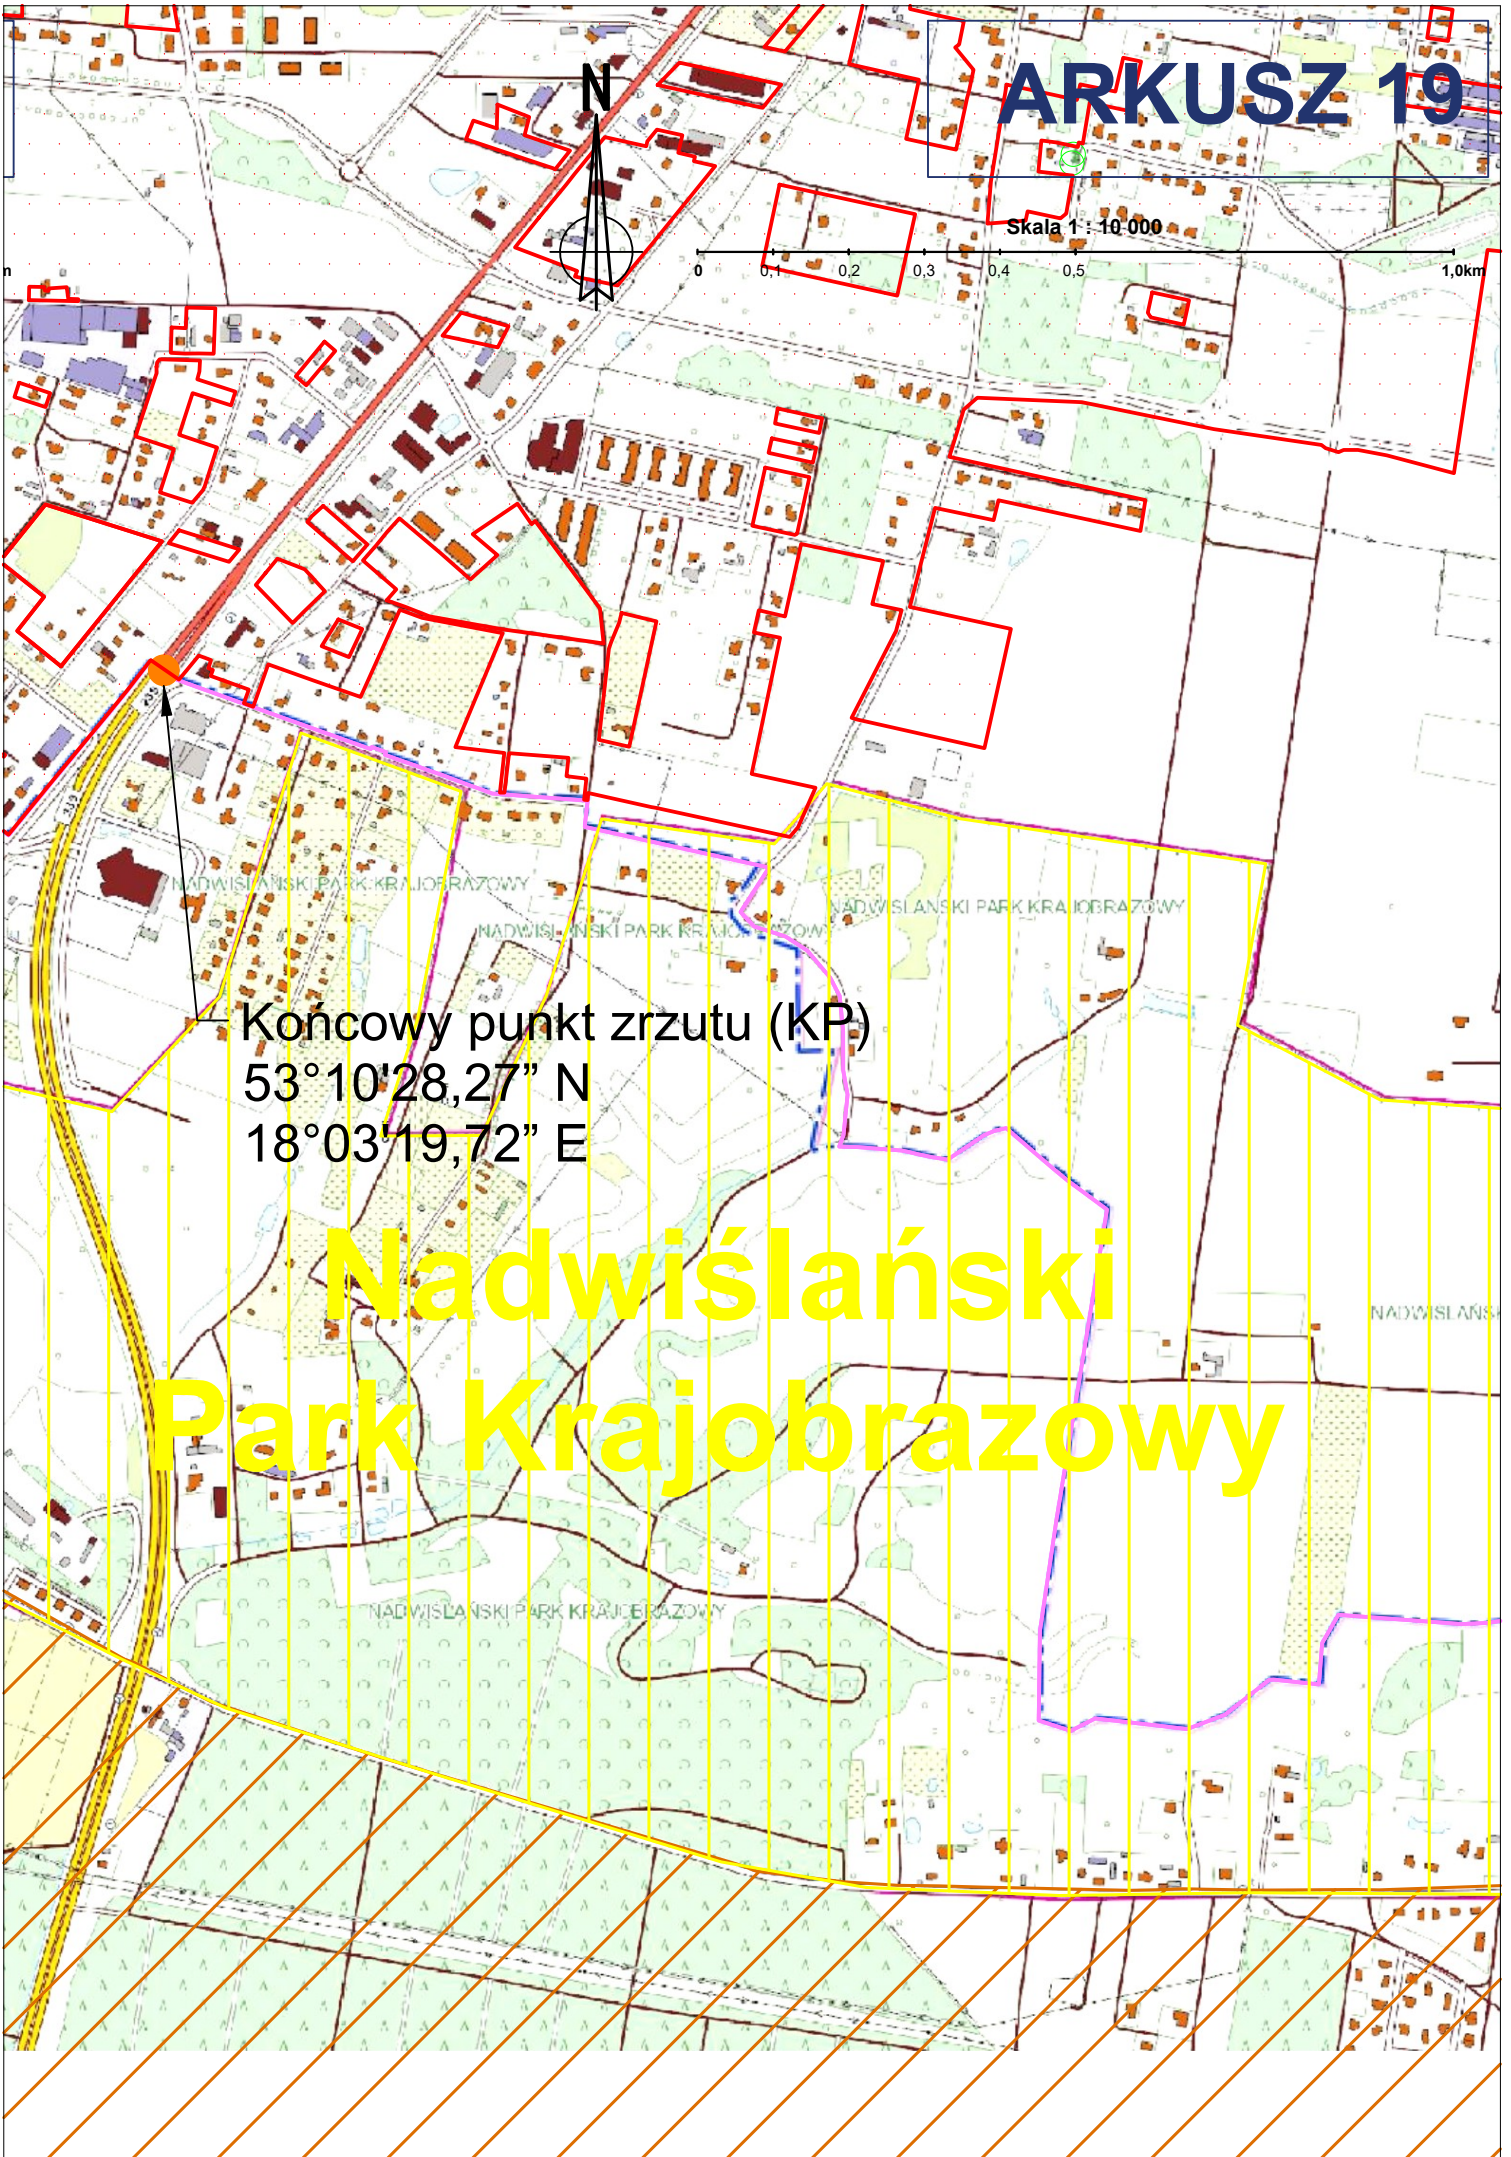 ARKUSZ 19
N
Skala 1 : 10 000
m
0
0,1
0,2
0,3
0,4
0,5
1,0km
NADWIŚLAŃSKI PARK KRAJOBRAZOWY
NADWIŚLAŃSKI PARK KRAJOBRAZOWY
NADWIŚLAŃSKI PARK KRAJOBRAZOWY
Końcowy punkt zrzutu (KP)
53°10'28,27” N
18°03'19,72” E
Nadwiślański
NADWIŚLAŃSK
Park Krajobrazowy
NADWIŚLAŃSKI PARK KRAJOBRAZOWY